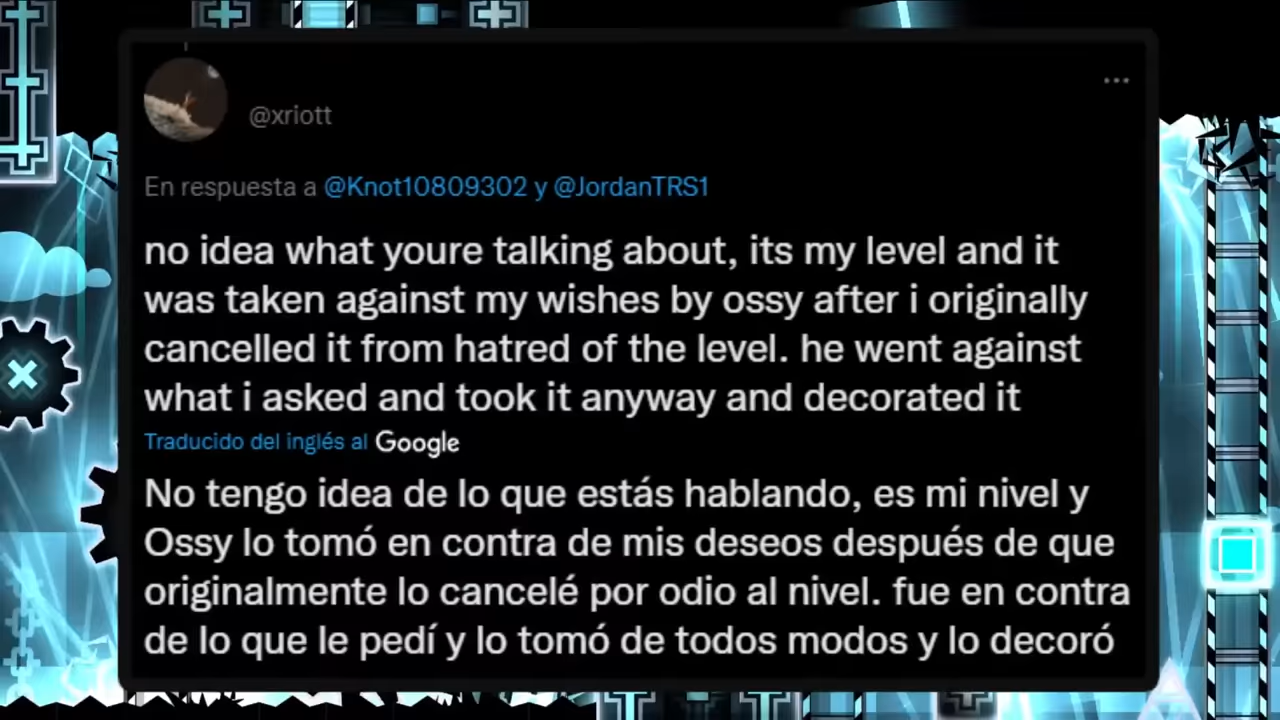 @xriott
En respuesta a @Knot10809302 y @JordanTRS1
no idea what youre talking about, its my level and it
was taken against my wishes by ossy after i originally
cancelled it from hatred of the level. he went against
what i asked and took it anyway and decorated it
Traducido del inglés al Google
No tengo idea de lo que estás hablando, es mi nivel y
Ossy lo tomó en contra de mis deseos después de que
originalmente lo cancelé por odio al nivel. fue en contra
de lo que le pedí y lo tomó de todos modos y lo decoró